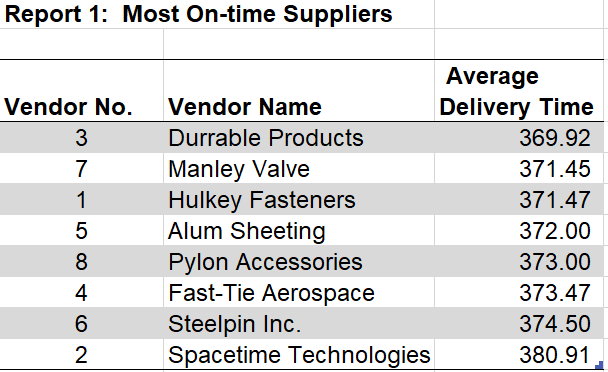 Report 1:  Most On-time Suppliers
Average
Vendor No. Vendor Name Delivery Time
3 Durrable Products 369.92
7 Manley Valve 371.45
1 Hulkey Fasteners 371.47
5 Alum Sheeting 372.00
8 Pylon Accessories 373.00
4 Fast-Tie Aerospace 373.47
6 Steelpin Inc. 374.50
2 Spacetime Technologies 380.91